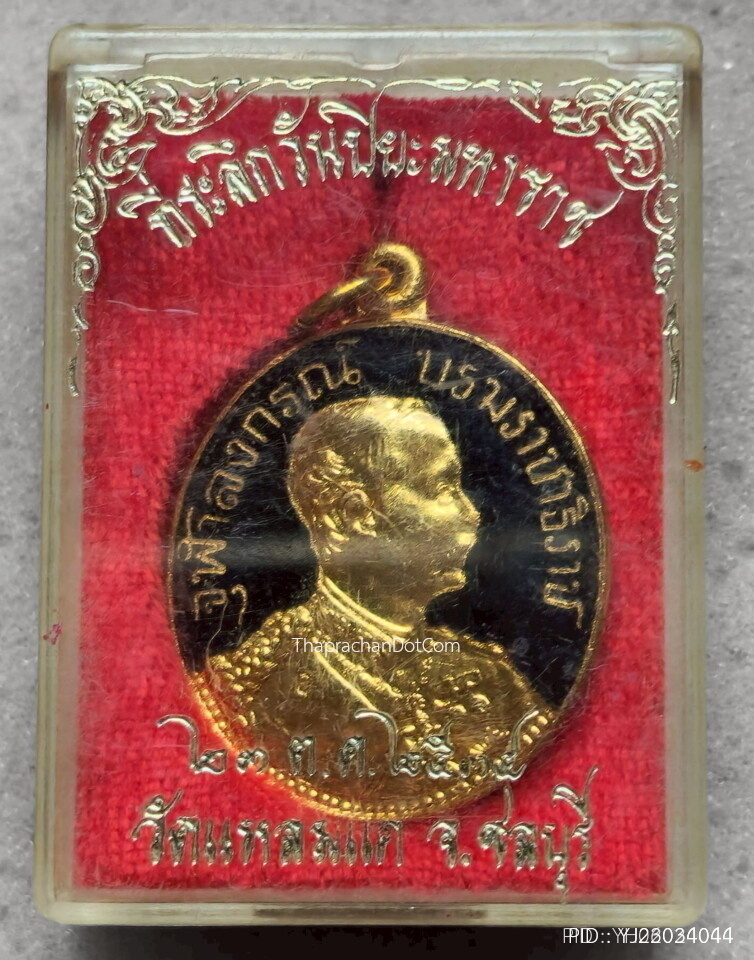 ที่ระลึกวันปิยะมหาราช
จุฬาลงกรณ์ บรมราชาธิราช
ThaprachanDotCom
๒๓ ต.ค. ๒๕๓๕
วัดแหลมแค จ.ชลบุรี
PID :: YJ23034044